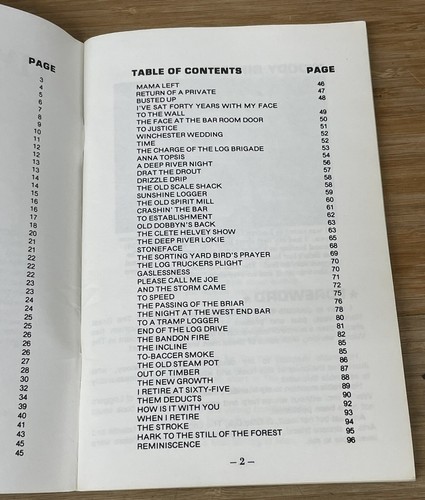 PAGE
3
4
5
6
7
8
9
10
11
12
12
13
13
14
14
15
16
17
18
20
21
21
22
22
22
23
23
24
24
25
25
26
26
27
28
30
32
34
39
40
41
43
45
45
TABLE OF CONTENTS PAGE
MAMA LEFT 46
RETURN OF A PRIVATE 47
BUSTED UP 48
I'VE SAT FORTY YEARS WITH MY FACE
TO THE WALL 49
THE FACE AT THE BAR ROOM DOOR 50
TO JUSTICE 51
WINCHESTER WEDDING 52
TIME 52
THE CHARGE OF THE LOG BRIGADE 53
ANNA TOPSIS 54
A DEEP RIVER NIGHT 56
DRAT THE DROUT 57
DRIZZLE DRIP 58
THE OLD SCALE SHACK 58
SUNSHINE LOGGER 59
THE OLD SPIRIT MILL 60
CRASHIN' THE BAR 61
TO ESTABLISHMENT 62
OLD DOBBYN'S BACK 63
THE CLETE HELVEY SHOW 63
THE DEEP RIVER LOKIE 65
STONEFACE 68
THE SORTING YARD BIRD'S PRAYER 69
THE LOG TRUCKERS PLIGHT 70
GASLESSNESS 70
PLEASE CALL ME JOE 71
AND THE STORM CAME 72
TO SPEED 75
THE PASSING OF THE BRIAR 76
THE NIGHT AT THE WEST END BAR 78
TO A TRAMP LOGGER 80
END OF THE LOG DRIVE 81
THE BANDON FIRE 82
THE INCLINE 85
TO-BACCER SMOKE 85
THE OLD STEAM POT 86
OUT OF TIMBER 87
THE NEW GROWTH 88
I RETIRE AT SIXTY-FIVE 89
THEM DEDUCTS 90
HOW IS IT WITH YOU 92
WHEN I RETIRE 93
THE STROKE 94
HARK TO THE STILL OF THE FOREST 95
REMINISCENCE 96
— 2 —